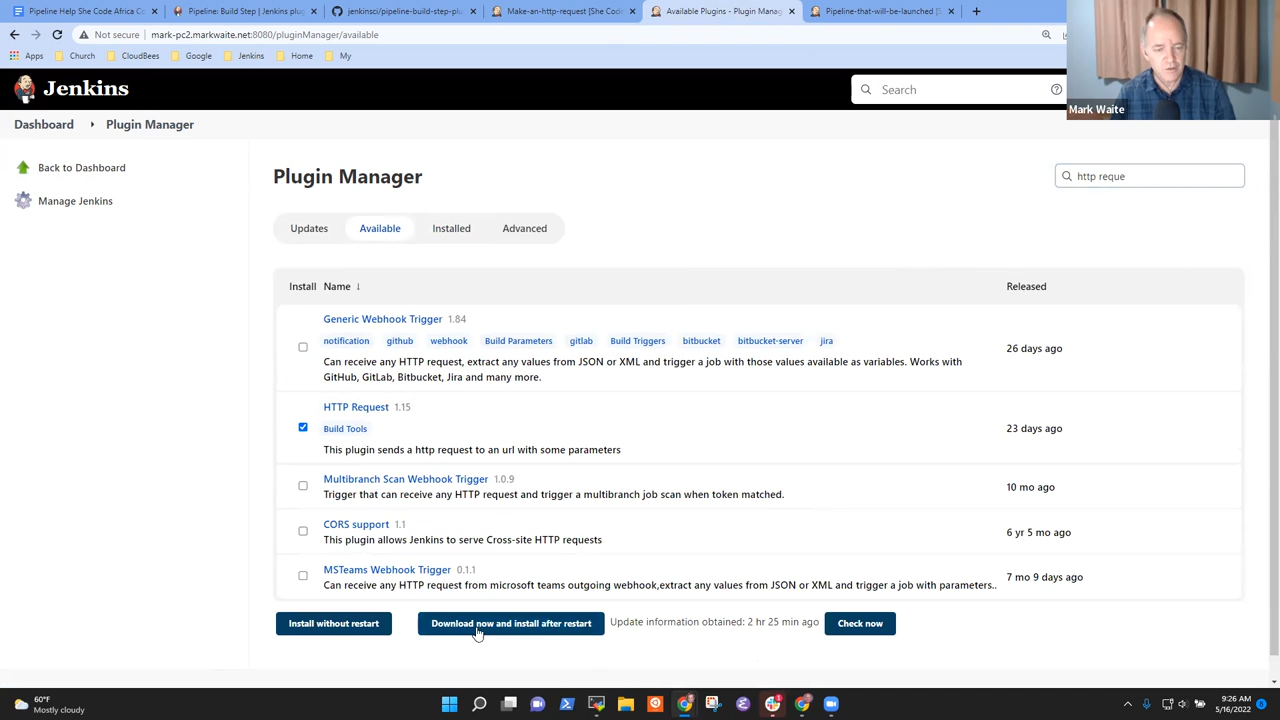 Pipeline Help She Code Africa Co
Pipeline: Build Step | Jenkins plug
jenkinsci/pipeline-build-step-plu
Make-an-http-request [She Code
Available Plugins - Plugin Manag
Pipeline-that-will-be-launched [
Not secure
mark-pc2.markwaite.net:8080/pluginManager/available
Apps
Church
CloudBees
Google
Jenkins
Home
My
Jenkins
Search
Mark Waite
Dashboard
Plugin Manager
Back to Dashboard
Manage Jenkins
Plugin Manager
http reque
Updates
Available
Installed
Advanced
Install Name ↓ Released
Generic Webhook Trigger 1.84
notification github webhook Build Parameters gitlab Build Triggers bitbucket bitbucket-server jira
Can receive any HTTP request, extract any values from JSON or XML and trigger a job with those values available as variables. Works with
GitHub, GitLab, Bitbucket, Jira and many more.
26 days ago
HTTP Request 1.15
Build Tools
This plugin sends a http request to an url with some parameters
23 days ago
Multibranch Scan Webhook Trigger 1.0.9
Trigger that can receive any HTTP request and trigger a multibranch job scan when token matched.
10 mo ago
CORS support 1.1
This plugin allows Jenkins to serve Cross-site HTTP requests
6 yr 5 mo ago
MSTeams Webhook Trigger 0.1.1
Can receive any HTTP request from microsoft teams outgoing webhook,extract any values from JSON or XML and trigger a job with parameters..
7 mo 9 days ago
Install without restart
Download now and install after restart
Update information obtained: 2 hr 25 min ago
Check now
60°F
Mostly cloudy
9:26 AM
5/16/2022